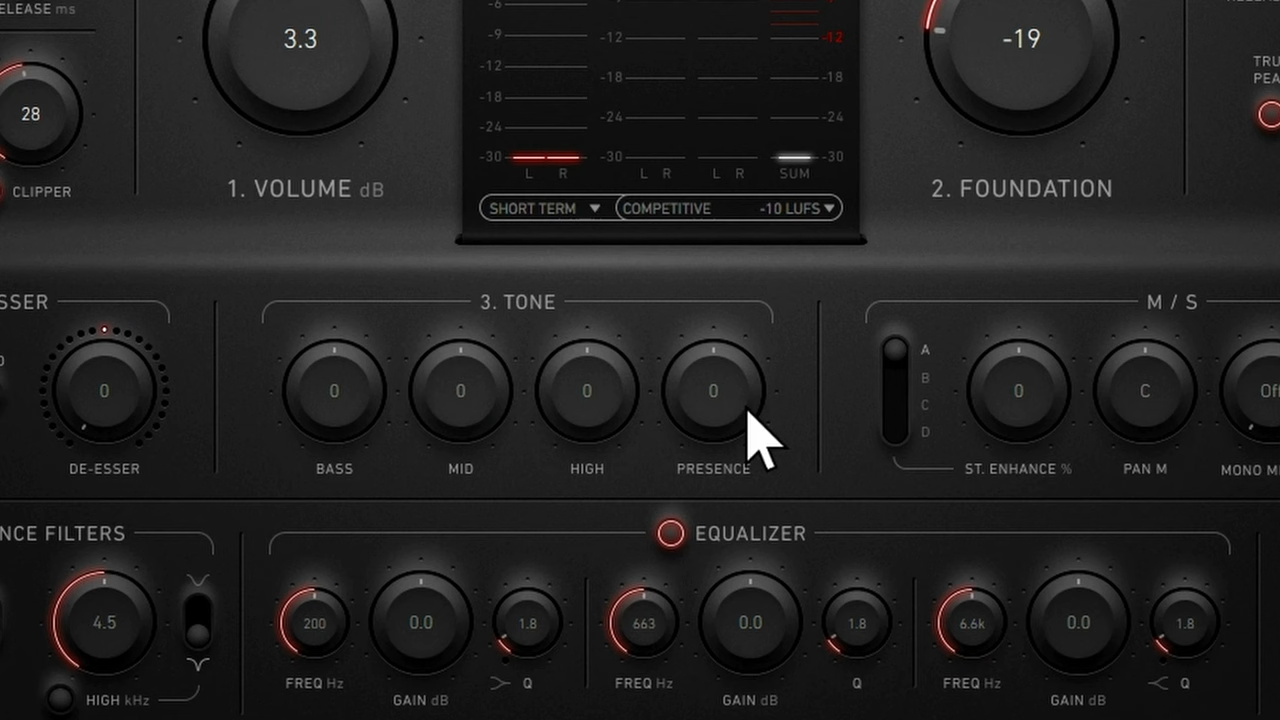 ELEASE ms
28
CLIPPER
3.3
1. VOLUME dB
-6
-9
-12
-18
-24
-30
-12
-18
-24
-30
-12
-18
-24
-30
L R L R L R SUM
SHORT TERM COMPETITIVE -10 LUFS
-19
2. FOUNDATION
TRU
PEA
SSER
0
DE-ESSER
3. TONE
0 0 0 0
BASS MID HIGH PRESENCE
M / S
A
B
C
D
0 C Off
ST. ENHANCE % PAN M MONO M
NCE FILTERS
4.5
HIGH kHz
EQUALIZER
200 0.0 1.8 663 0.0 1.8 6.6k 0.0 1.8
FREQ Hz GAIN dB Q FREQ Hz GAIN dB Q FREQ Hz GAIN dB Q